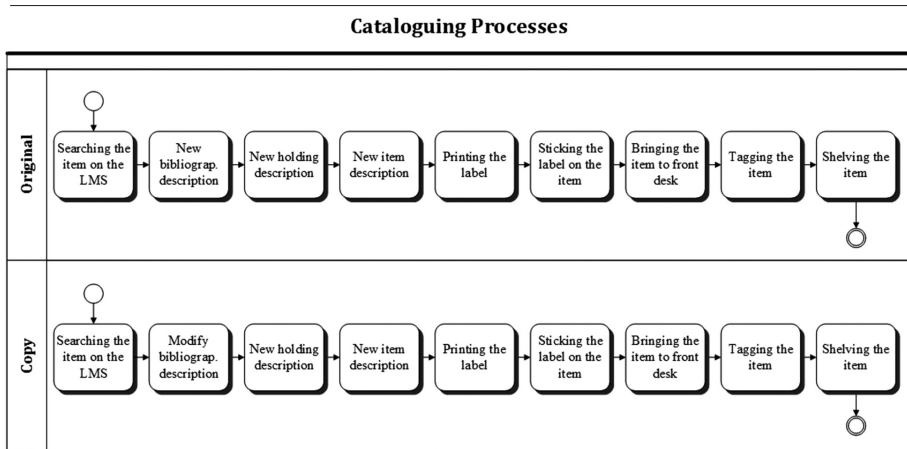 Cataloguing Processes
Original
Searching the
item on the
LMS
New
bibliograp.
description
New holding
description
New item
description
Printing the
label
Sticking the
label on the
item
Bringing the
item to front
desk
Tagging the
item
Shelving the
item
Copy
Searching the
item on the
LMS
Modify
bibliograp.
description
New holding
description
New item
description
Printing the
label
Sticking the
label on the
item
Bringing the
item to front
desk
Tagging the
item
Shelving the
item